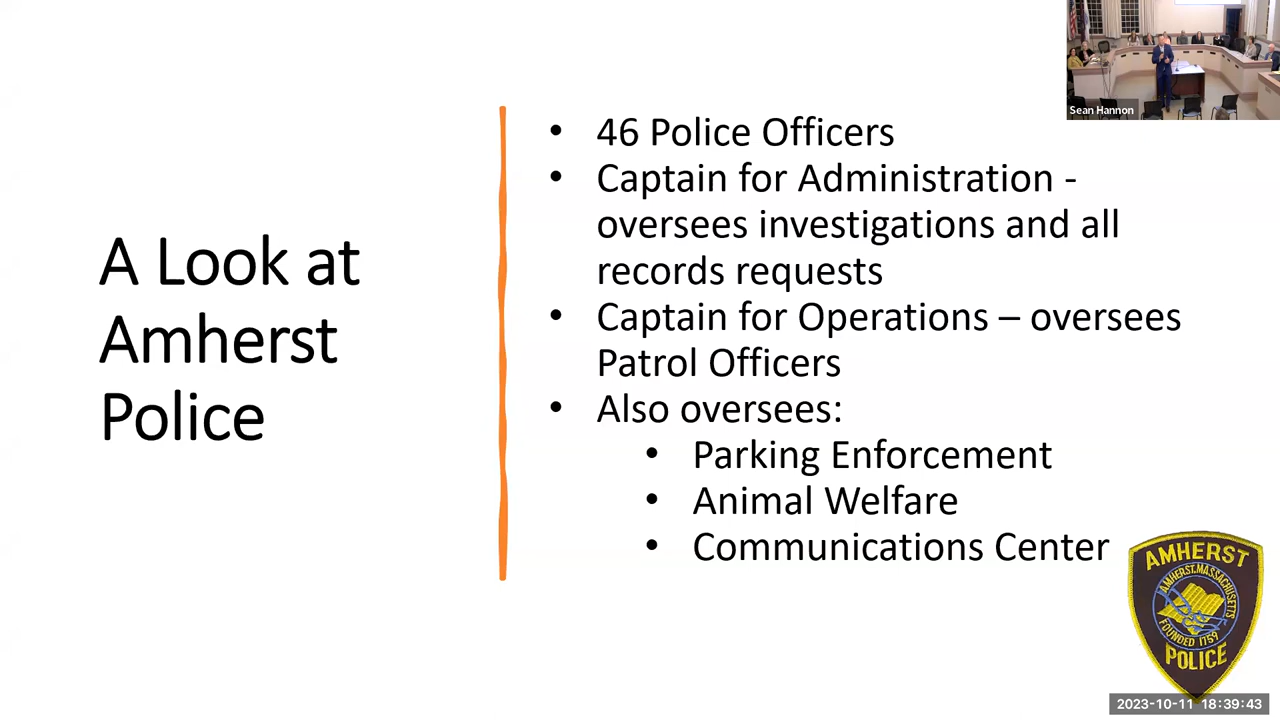 Sean Hannon
A Look at
Amherst
Police
• 46 Police Officers
• Captain for Administration -
oversees investigations and all
records requests
• Captain for Operations – oversees
Patrol Officers
• Also oversees:
• Parking Enforcement
• Animal Welfare
• Communications Center
AMHERST
AMHERST, MASSACHUSETTS
FOUNDED 1759
POLICE
2023-10-11 18:39:43